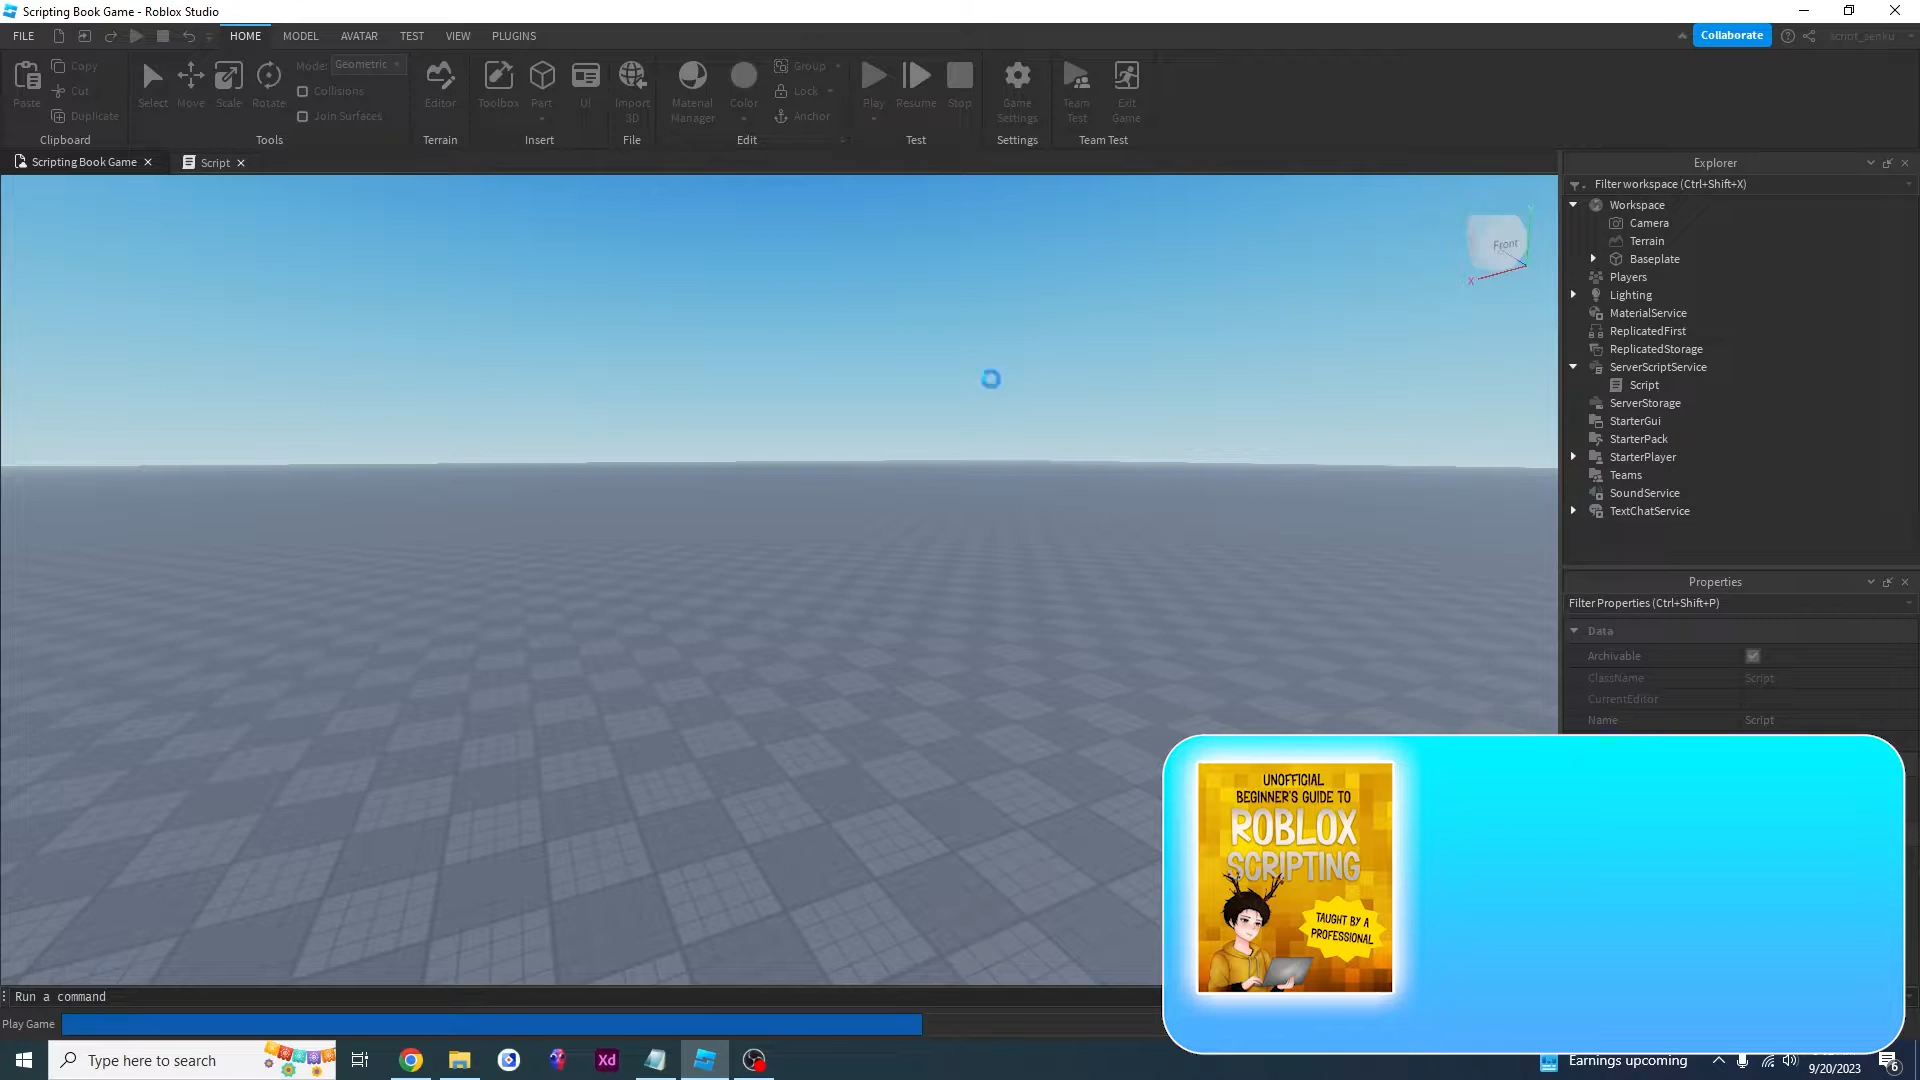 Scripting Book Game - Roblox Studio
FILE HOME MODEL AVATAR TEST VIEW PLUGINS
Collaborate
script_senku
Paste
Copy
Cut
Duplicate
Clipboard
Select Move Scale Rotate
Mode: Geometric
Collisions
Join Surfaces
Tools
Editor
Terrain
Toolbox Part UI
Insert
Import
3D
File
Material
Manager
Color
Group
Lock
Anchor
Edit
Play Resume Stop
Test
Game
Settings
Settings
Team
Test
Exit
Game
Team Test
Scripting Book Game
Script
Explorer
Filter workspace (Ctrl+Shift+X)
Workspace
Camera
Terrain
Baseplate
Players
Lighting
MaterialService
ReplicatedFirst
ReplicatedStorage
ServerScriptService
Script
ServerStorage
StarterGui
StarterPack
StarterPlayer
Teams
SoundService
TextChatService
Front
Y
X
Properties
Filter Properties (Ctrl+Shift+P)
Data
Archivable
ClassName Script
CurrentEditor
Name Script
UNOFFICIAL
BEGINNER'S GUIDE TO
ROBLOX
SCRIPTING
TAUGHT BY A
PROFESSIONAL
Run a command
Play Game
Type here to search
Xd
Earnings upcoming
9/20/2023
6